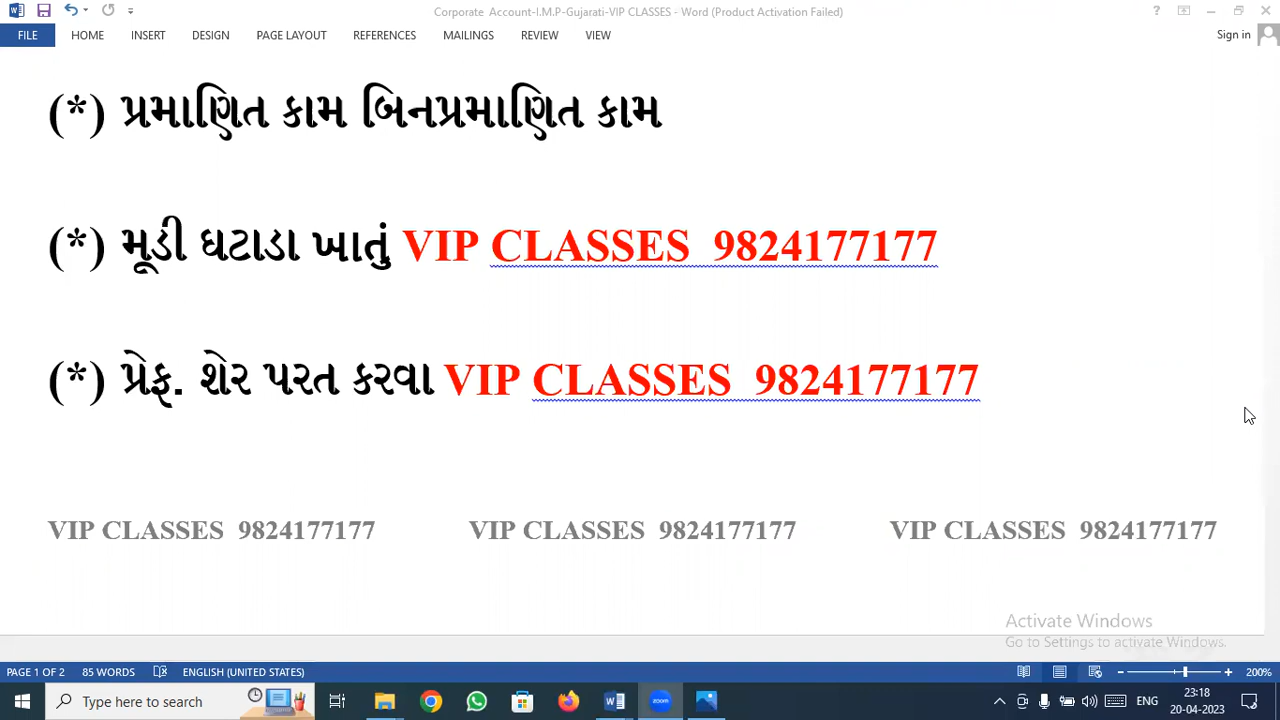 Corporate Account-I.M.P-Gujarati-VIP CLASSES - Word (Product Activation Failed)
FILE HOME INSERT DESIGN PAGE LAYOUT REFERENCES MAILINGS REVIEW VIEW Sign in
(*) પ્રમાણિત કામ બિનપ્રમાણિત કામ
(*) મૂડી ઘટાડા ખાતું VIP CLASSES 9824177177
(*) પ્રેફ. શેર પરત કરવા VIP CLASSES 9824177177
VIP CLASSES 9824177177 VIP CLASSES 9824177177 VIP CLASSES 9824177177
Activate Windows
Go to Settings to activate Windows.
PAGE 1 OF 2 85 WORDS ENGLISH (UNITED STATES) 200%
Type here to search zoom ENG 23:18
20-04-2023